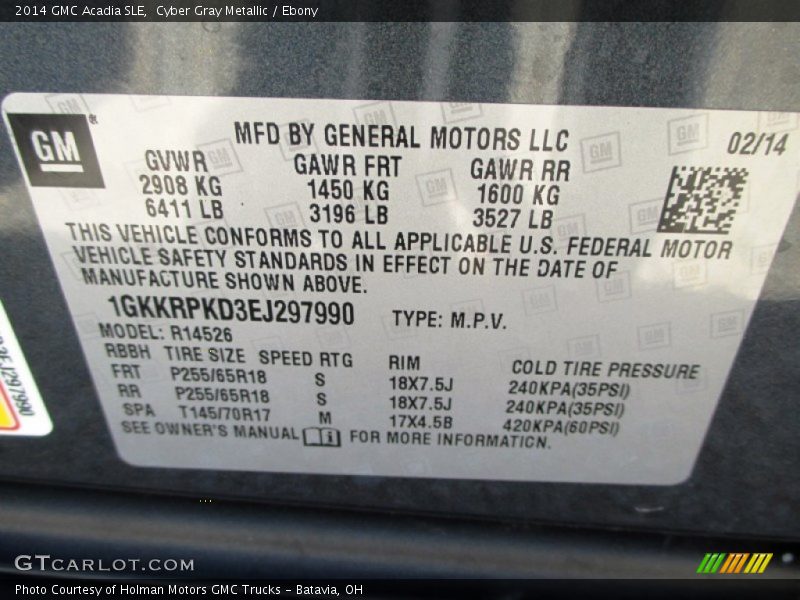 2014 GMC Acadia SLE, Cyber Gray Metallic / Ebony
GM®
MFD BY GENERAL MOTORS LLC
02/14
GVWR GAWR FRT GAWR RR
2908 KG 1450 KG 1600 KG
6411 LB 3196 LB 3527 LB
THIS VEHICLE CONFORMS TO ALL APPLICABLE U.S. FEDERAL MOTOR
VEHICLE SAFETY STANDARDS IN EFFECT ON THE DATE OF
MANUFACTURE SHOWN ABOVE.
1GKKRPKD3EJ297990 TYPE: M.P.V.
MODEL: R14526
RBBH TIRE SIZE SPEED RTG RIM COLD TIRE PRESSURE
FRT P255/65R18 S 18X7.5J 240KPA(35PSI)
RR P255/65R18 S 18X7.5J 240KPA(35PSI)
SPA T145/70R17 M 17X4.5B 420KPA(60PSI)
SEE OWNER'S MANUAL FOR MORE INFORMATION.
GTCARLOT.COM
Photo Courtesy of Holman Motors GMC Trucks - Batavia, OH